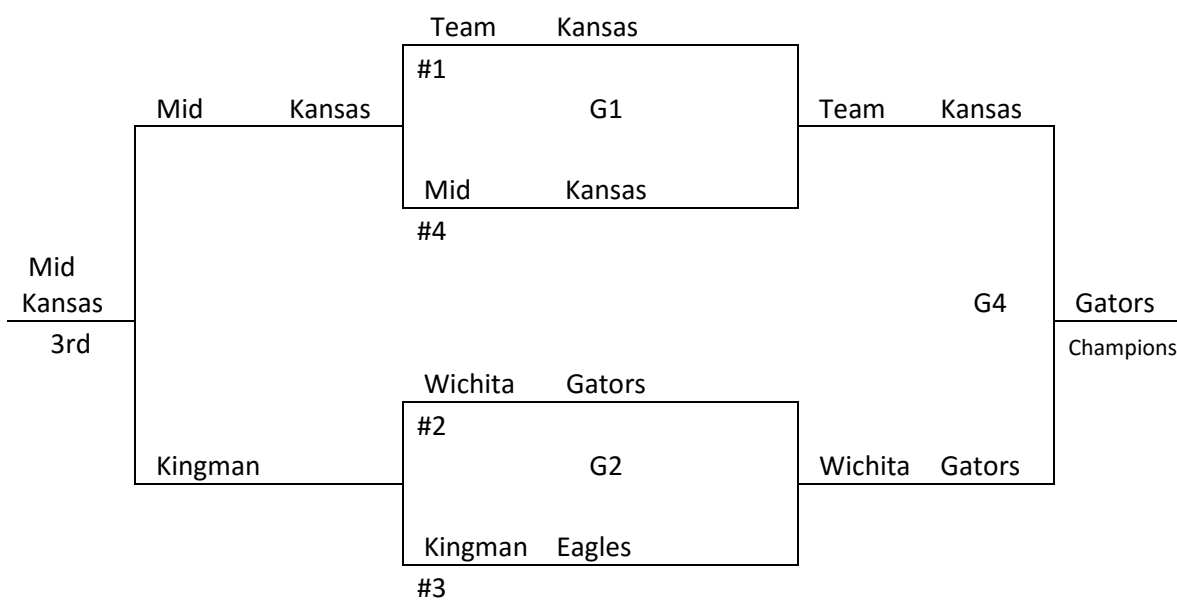 Team Kansas
#1
Mid Kansas G1 Team Kansas
Mid Kansas
#4
Mid
Kansas G4 Gators
3rd Champions
Wichita Gators
#2
Kingman G2 Wichita Gators
Kingman Eagles
#3